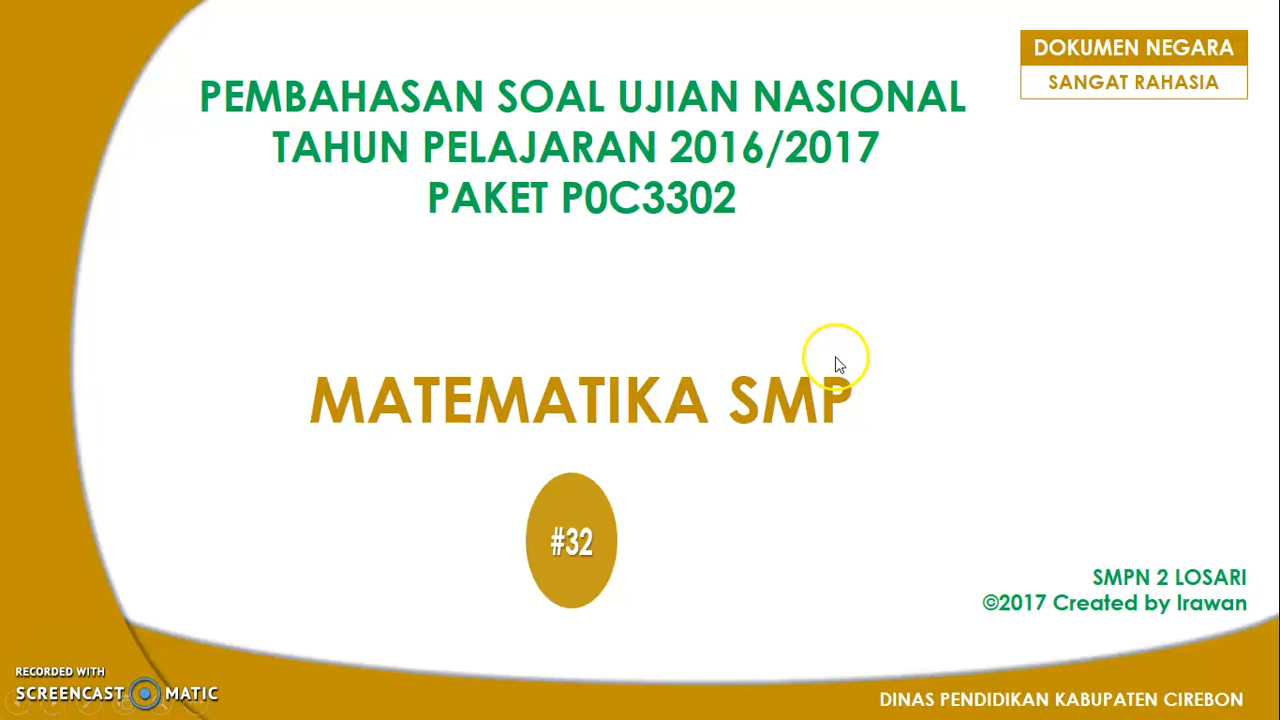 DOKUMEN NEGARA
SANGAT RAHASIA
PEMBAHASAN SOAL UJIAN NASIONAL
TAHUN PELAJARAN 2016/2017
PAKET P0C3302
MATEMATIKA SMP
#32
SMPN 2 LOSARI
©2017 Created by Irawan
RECORDED WITH
SCREENCAST MATIC
DINAS PENDIDIKAN KABUPATEN CIREBON